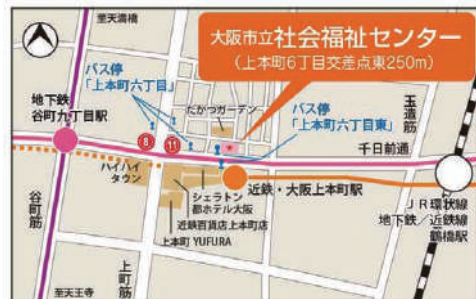 至天満橋
大阪市立社会福祉センター
（上本町6丁目交差点東250m）
バス停
「上本町六丁目」
たかつガーデン
バス停
「上本町六丁目東」
玉造筋
地下鉄
谷町九丁目駅
8
11
千日前通
ハイハイ
タウン
シェラトン
都ホテル大阪
近鉄・大阪上本町駅
近鉄百貨店上本町店
上本町 YUFURA
JR環状線
地下鉄／近鉄線
鶴橋駅
谷町筋
上町筋
至天王寺